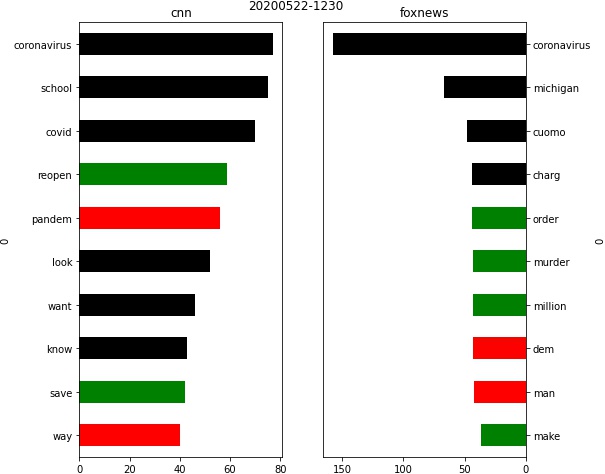 20200522-1230
cnn
foxnews
coronavirus
school
covid
reopen
pandem
look
want
know
save
way
0
0 20 40 60 80
coronavirus
michigan
cuomo
charg
order
murder
million
dem
man
make
0
150 100 50 0